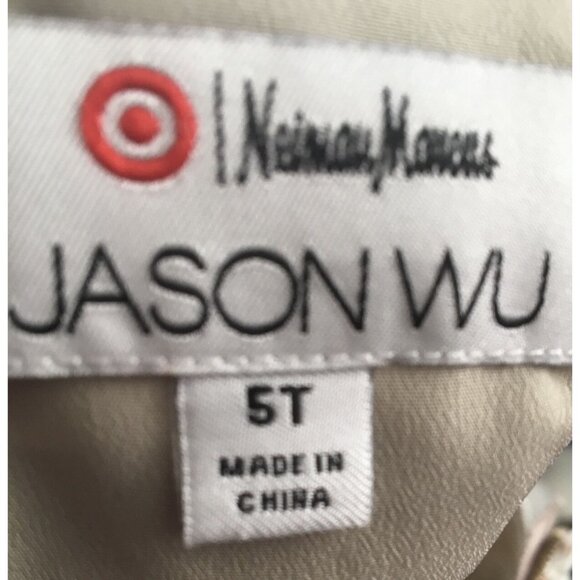 Neiman Marcus
JASON WU
5T
MADE IN
CHINA